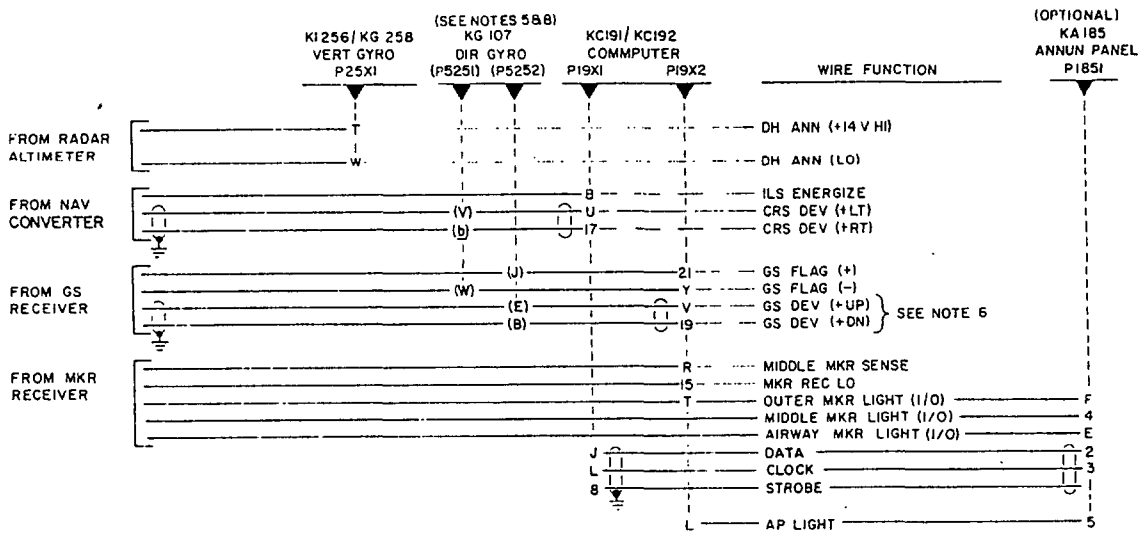 (SEE NOTES 5&8)
(OPTIONAL)
KI256/KG 258
KG 107
KC191/KC192
KA185
VERT GYRO
DIR GYRO
COMMPUTER
ANNUN PANEL
P25X1
(P5251) (P5252)
P19X1
P19X2
WIRE FUNCTION
P1851
FROM RADAR ALTIMETER
T DH ANN (+14 V HI)
W DH ANN (LO)
FROM NAV CONVERTER
B ILS ENERGIZE
(V) U CRS DEV (+LT)
(b) 17 CRS DEV (+RT)
FROM GS RECEIVER
(J) 21 GS FLAG (+)
(W) Y GS FLAG (-)
(E) V GS DEV (+UP)
(B) 19 GS DEV (+DN)
SEE NOTE 6
FROM MKR RECEIVER
R MIDDLE MKR SENSE
15 MKR REC LO
T OUTER MKR LIGHT (I/O) F
MIDDLE MKR LIGHT (I/O) 4
AIRWAY MKR LIGHT (I/O) E
J DATA 2
L CLOCK 3
8 STROBE
L AP LIGHT 5